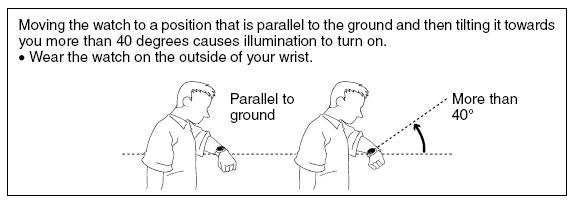 Moving the watch to a position that is parallel to the ground and then tilting it towards
you more than 40 degrees causes illumination to turn on.
• Wear the watch on the outside of your wrist.
Parallel to
ground
More than
40°